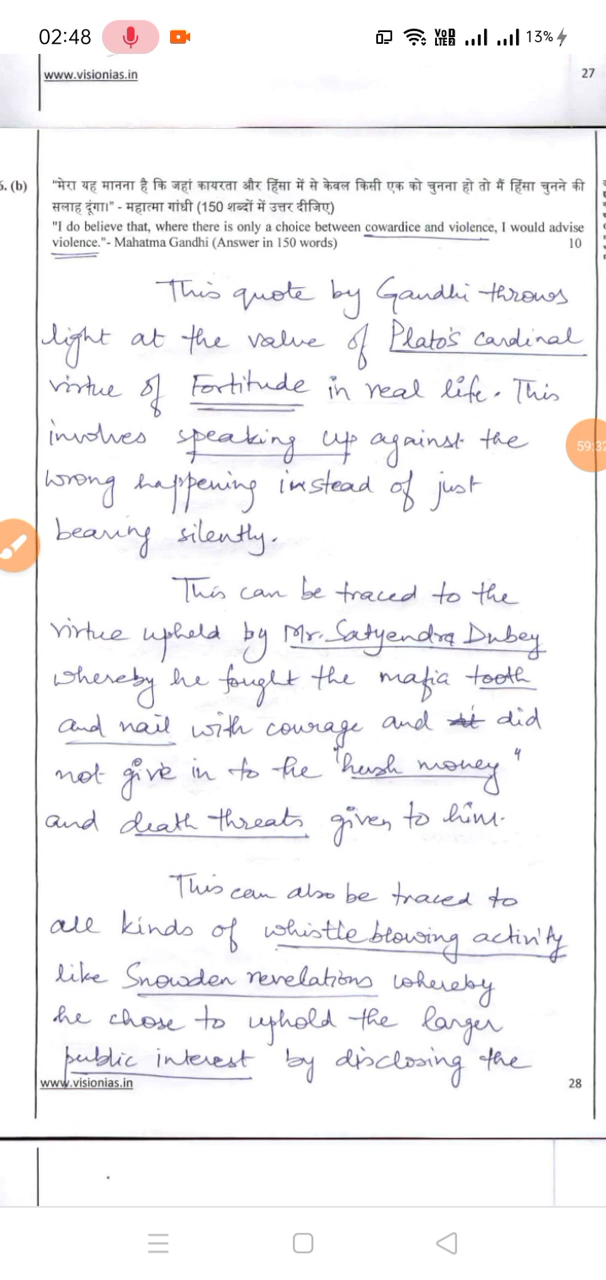 02:48
VoD LTED 13%
www.visionias.in
27
5. (b)
"मेरा यह मानना है कि जहां कायरता और हिंसा में से केवल किसी एक को चुनना हो तो मैं हिंसा चुनने की
सलाह दूंगा।" - महात्मा गांधी (150 शब्दों में उत्तर दीजिए)
"I do believe that, where there is only a choice between cowardice and violence, I would advise
violence."- Mahatma Gandhi (Answer in 150 words) 10
This quote by Gandhi throws
light at the value of Plato's cardinal
virtue of Fortitude in real life. This
involves speaking up against the
wrong happening instead of just
bearing silently.
59:3
This can be traced to the
virtue upheld by Mr. Satyendra Dubey
whereby he fought the mafia tooth
and nail with courage and did
not give in to the "hush money"
and death threats given to him.
This can also be traced to
all kinds of whistle blowing activity
like Snowden revelations whereby
he chose to uphold the larger
public interest by disclosing the
www.visionias.in
28